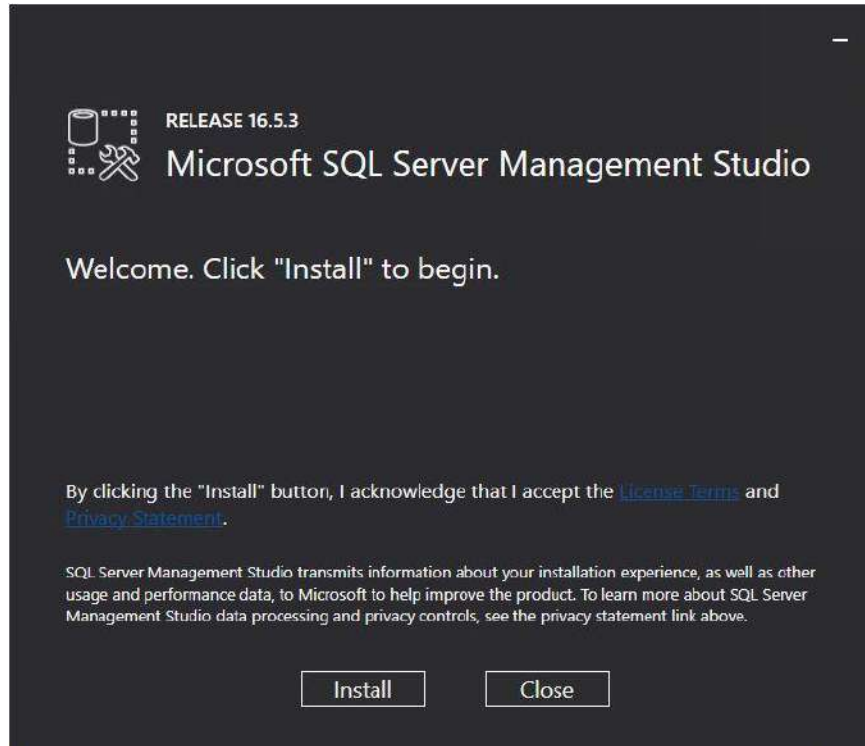 RELEASE 16.5.3
Microsoft SQL Server Management Studio
Welcome. Click "Install" to begin.
By clicking the "Install" button, I acknowledge that I accept the License Terms and
Privacy Statement.
SQL Server Management Studio transmits information about your installation experience, as well as other
usage and performance data, to Microsoft to help improve the product. To learn more about SQL Server
Management Studio data processing and privacy controls, see the privacy statement link above.
Install
Close